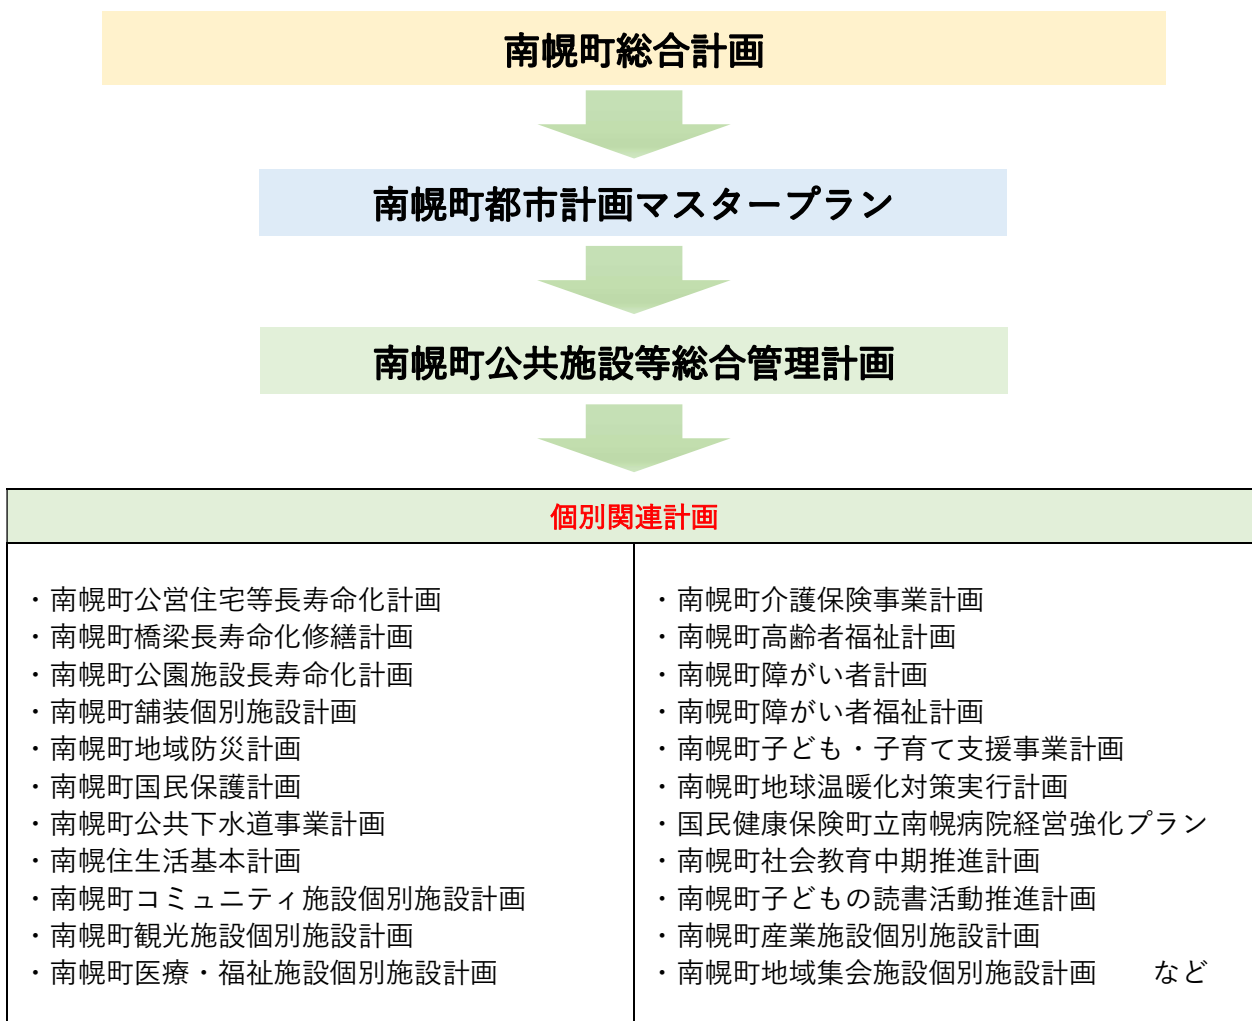 南幌町総合計画
南幌町都市計画マスタープラン
南幌町公共施設等総合管理計画
個別関連計画
・南幌町公営住宅等長寿命化計画
・南幌町橋梁長寿命化修繕計画
・南幌町公園施設長寿命化計画
・南幌町舗装個別施設計画
・南幌町地域防災計画
・南幌町国民保護計画
・南幌町公共下水道事業計画
・南幌住生活基本計画
・南幌町コミュニティ施設個別施設計画
・南幌町観光施設個別施設計画
・南幌町医療・福祉施設個別施設計画
・南幌町介護保険事業計画
・南幌町高齢者福祉計画
・南幌町障がい者計画
・南幌町障がい者福祉計画
・南幌町子ども・子育て支援事業計画
・南幌町地球温暖化対策実行計画
・国民健康保険町立南幌病院経営強化プラン
・南幌町社会教育中期推進計画
・南幌町子どもの読書活動推進計画
・南幌町産業施設個別施設計画
・南幌町地域集会施設個別施設計画　　など